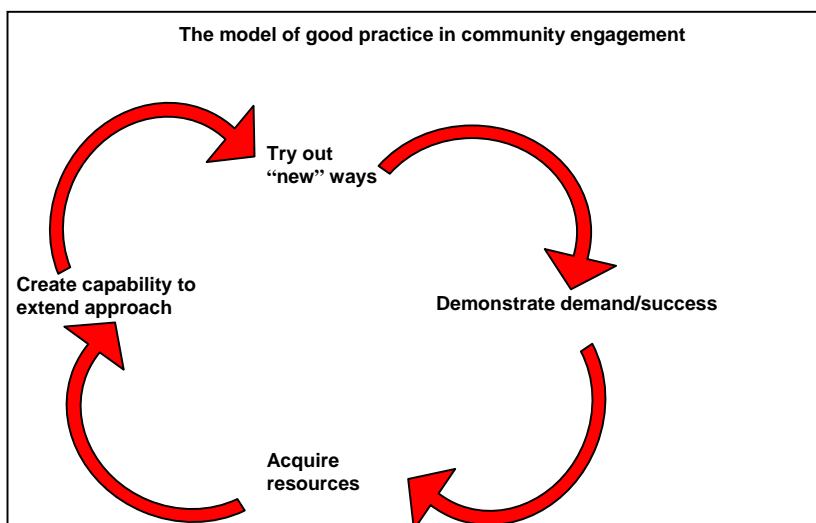 The model of good practice in community engagement
Try out
“new” ways
Demonstrate demand/success
Acquire
resources
Create capability to
extend approach